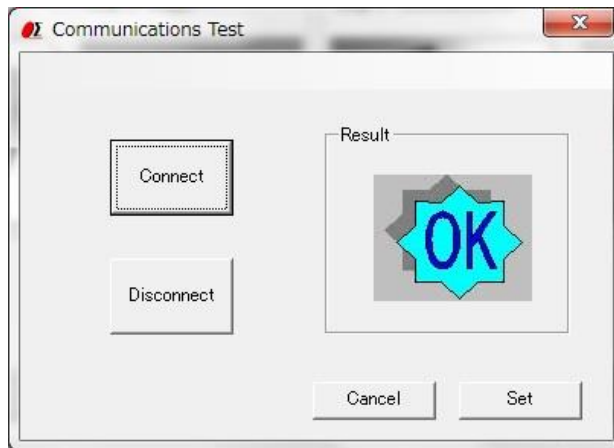 Communications Test
Connect
Result
OK
Disconnect
Cancel
Set